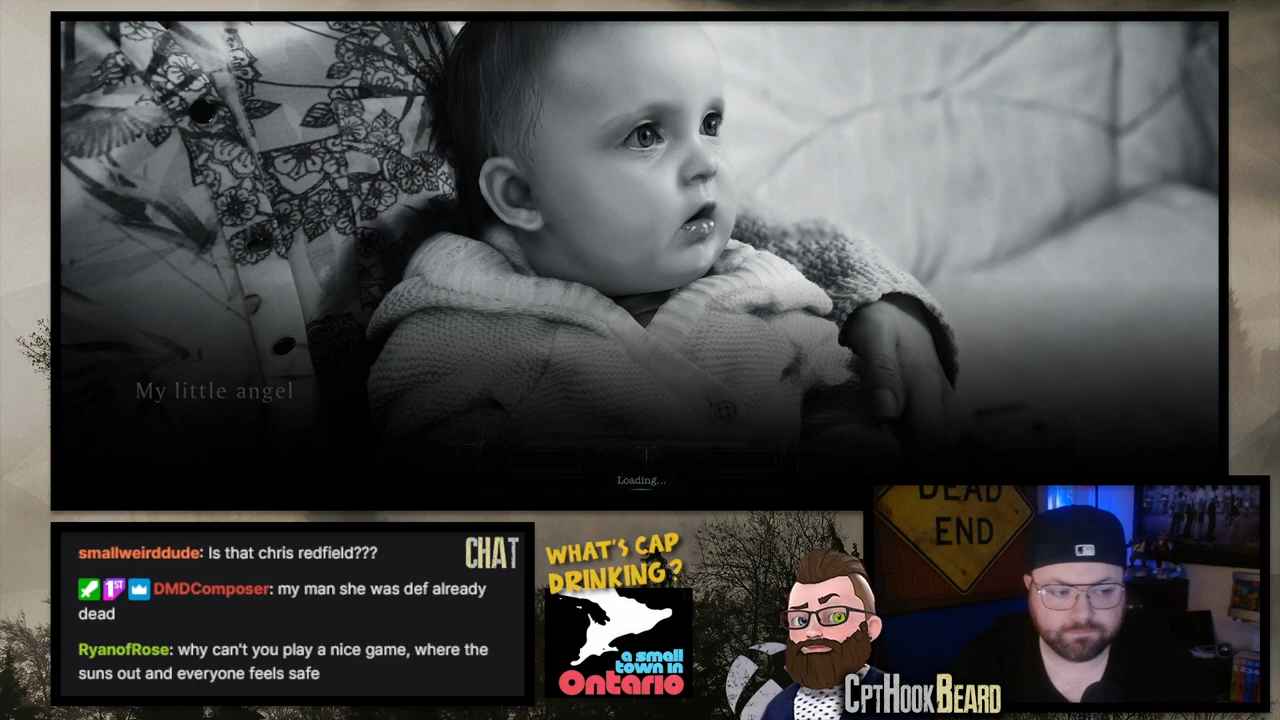 My little angel
Loading...
DEAD
END
CHAT
smallweirddude: Is that chris redfield???
1ST DMDComposer: my man she was def already
dead
RyanofRose: why can't you play a nice game, where the
suns out and everyone feels safe
WHAT'S CAP
DRINKING?
a small
town in
Ontario
CPTHOOKBEARD